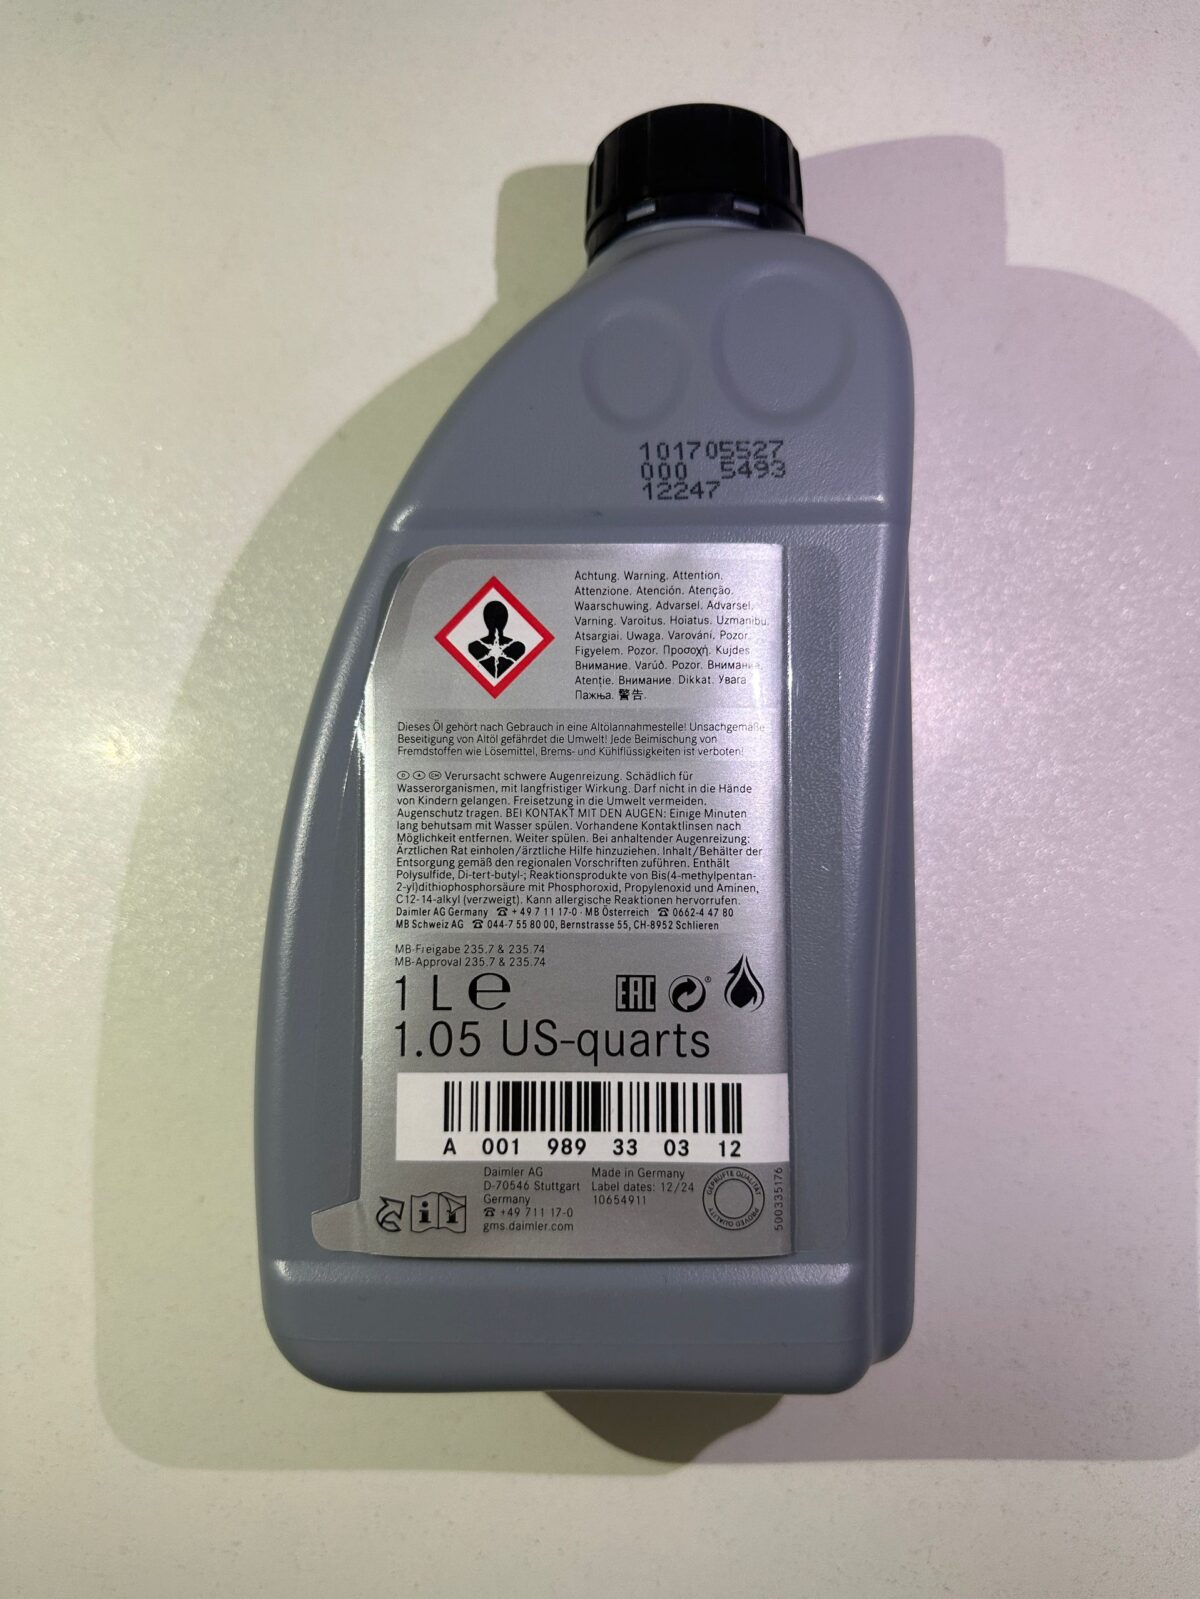 101705527
000 5493
12247
Achtung. Warning. Attention.
Attenzione. Atención. Atenção.
Waarschuwing. Advarsel. Advarsel.
Varning. Varoitus. Hoiatus. Uzmanību.
Atsargiai. Uwaga. Varování. Pozor.
Figyelem. Pozor. Προσοχή. Kujdes
Внимание. Varúð. Pozor. Внимание.
Atenție. Внимание. Dikkat. Увага
Пажња. 警告.
Dieses Öl gehört nach Gebrauch in eine Altölannahmestelle! Unsachgemäße
Beseitigung von Altöl gefährdet die Umwelt! Jede Beimischung von
Fremdstoffen wie Lösemittel, Brems- und Kühlflüssigkeiten ist verboten!
D A CH Verursacht schwere Augenreizung. Schädlich für
Wasserorganismen, mit langfristiger Wirkung. Darf nicht in die Hände
von Kindern gelangen. Freisetzung in die Umwelt vermeiden.
Augenschutz tragen. BEI KONTAKT MIT DEN AUGEN: Einige Minuten
lang behutsam mit Wasser spülen. Vorhandene Kontaktlinsen nach
Möglichkeit entfernen. Weiter spülen. Bei anhaltender Augenreizung:
Ärztlichen Rat einholen/ärztliche Hilfe hinzuziehen. Inhalt/Behälter der
Entsorgung gemäß den regionalen Vorschriften zuführen. Enthält
Polysulfide, Di-tert-butyl-; Reaktionsprodukte von Bis(4-methylpentan-
2-yl)dithiophosphorsäure mit Phosphoroxid, Propylenoxid und Aminen,
C12-14-alkyl (verzweigt). Kann allergische Reaktionen hervorrufen.
Daimler AG Germany ☎ +49 7 11 17-0 · MB Österreich ☎ 0662-4 47 80
MB Schweiz AG ☎ 044-7 55 80 00, Bernstrasse 55, CH-8952 Schlieren
MB-Freigabe 235.7 & 235.74
MB-Approval 235.7 & 235.74
1 L e EAC ®
1.05 US-quarts
A 001 989 33 03 12
Daimler AG
D-70546 Stuttgart
Germany
☎ +49 711 17-0
gms.daimler.com
Made in Germany
Label dates: 12/24
10654911
GEPRÜFTE QUALITÄT
PROVED QUALITY
500335176